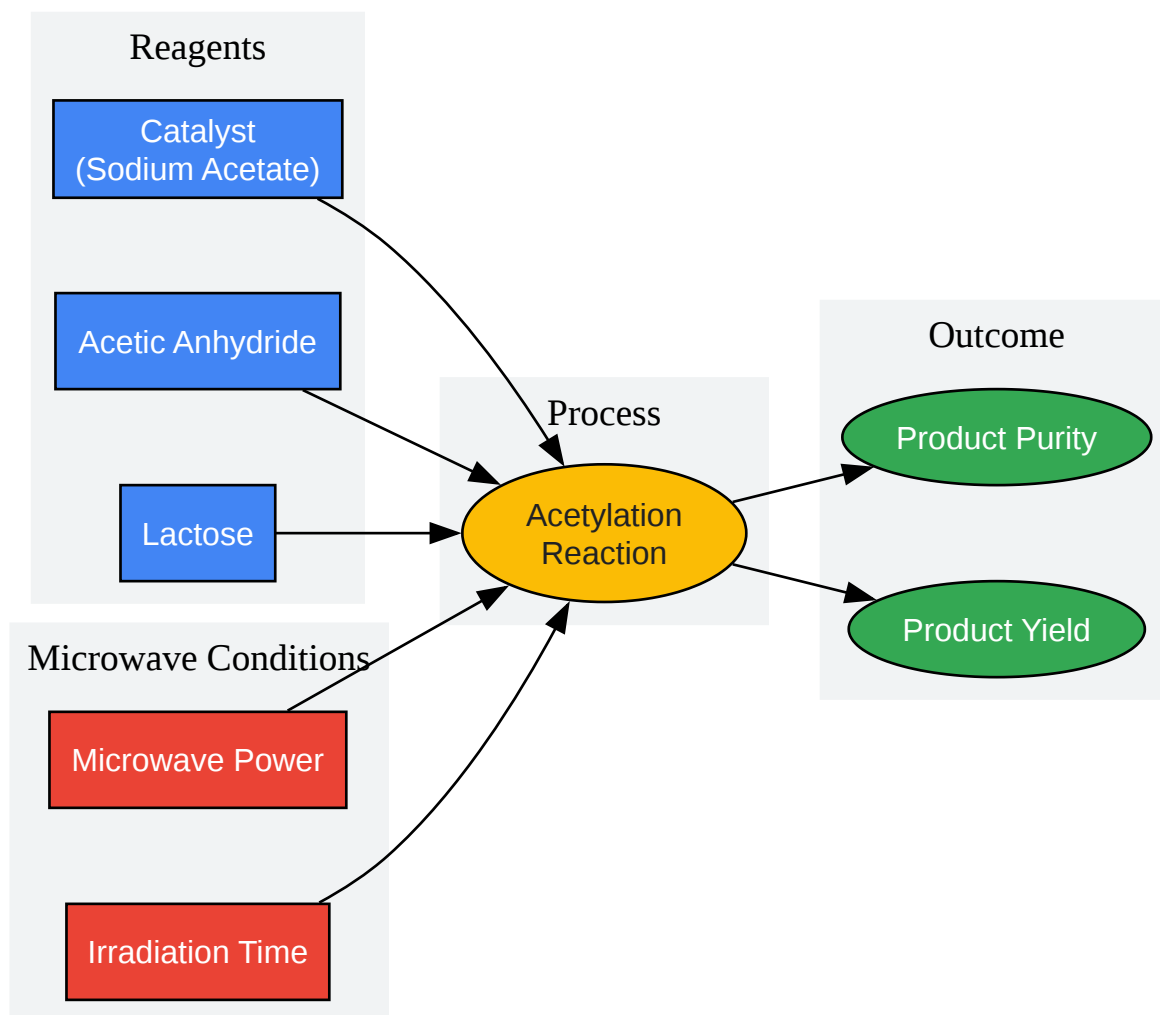 Reagents
Catalyst
(Sodium Acetate)
Acetic Anhydride
Lactose
Microwave Conditions
Microwave Power
Irradiation Time
Process
Acetylation
Reaction
Outcome
Product Purity
Product Yield